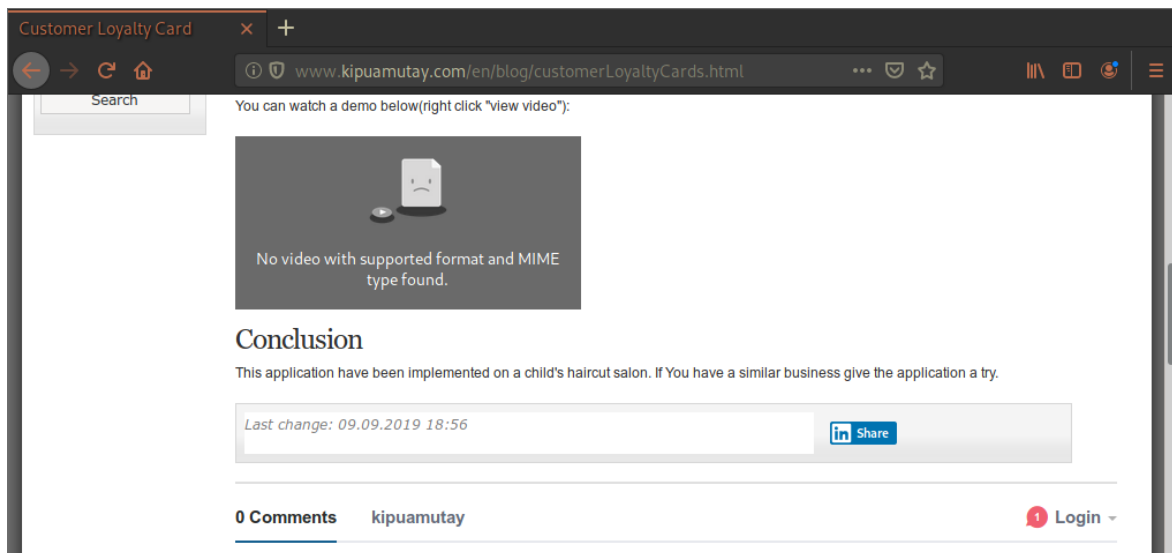 Customer Loyalty Card
www.kipuamutay.com/en/blog/customerLoyaltyCards.html
Search
You can watch a demo below(right click "view video"):
No video with supported format and MIME
type found.
Conclusion
This application have been implemented on a child's haircut salon. If You have a similar business give the application a try.
Last change: 09.09.2019 18:56
in Share
0 Comments kipuamutay 1 Login